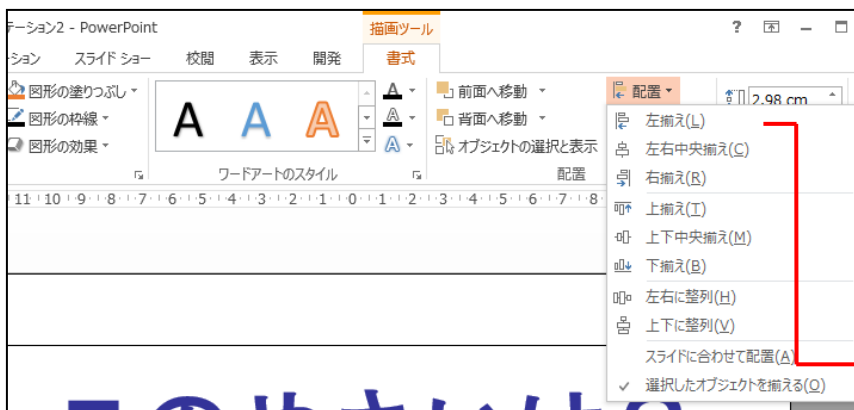 テーション2 - PowerPoint
描画ツール
?
ション スライド ショー 校閲 表示 開発 書式
図形の塗りつぶし
図形の枠線
図形の効果
A A A
A
A
A
前面へ移動
背面へ移動
オブジェクトの選択と表示
配置
2.98 cm
ワードアートのスタイル
配置
左揃え(L)
左右中央揃え(C)
右揃え(R)
上揃え(T)
上下中央揃え(M)
下揃え(B)
左右に整列(H)
上下に整列(V)
スライドに合わせて配置(A)
選択したオブジェクトを揃える(O)
11 10 9 8 7 6 5 4 3 2 1 0 1 2 3 4 5 6 7 8